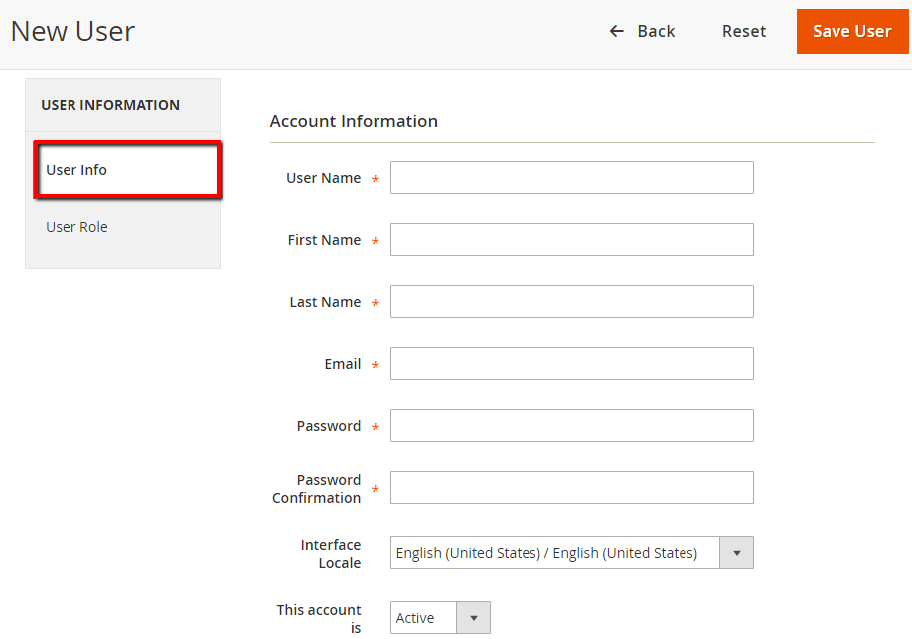 New User
← Back Reset Save User
USER INFORMATION
User Info
User Role
Account Information
User Name *
First Name *
Last Name *
Email *
Password *
Password
Confirmation *
Interface
Locale
English (United States) / English (United States)
This account
is
Active